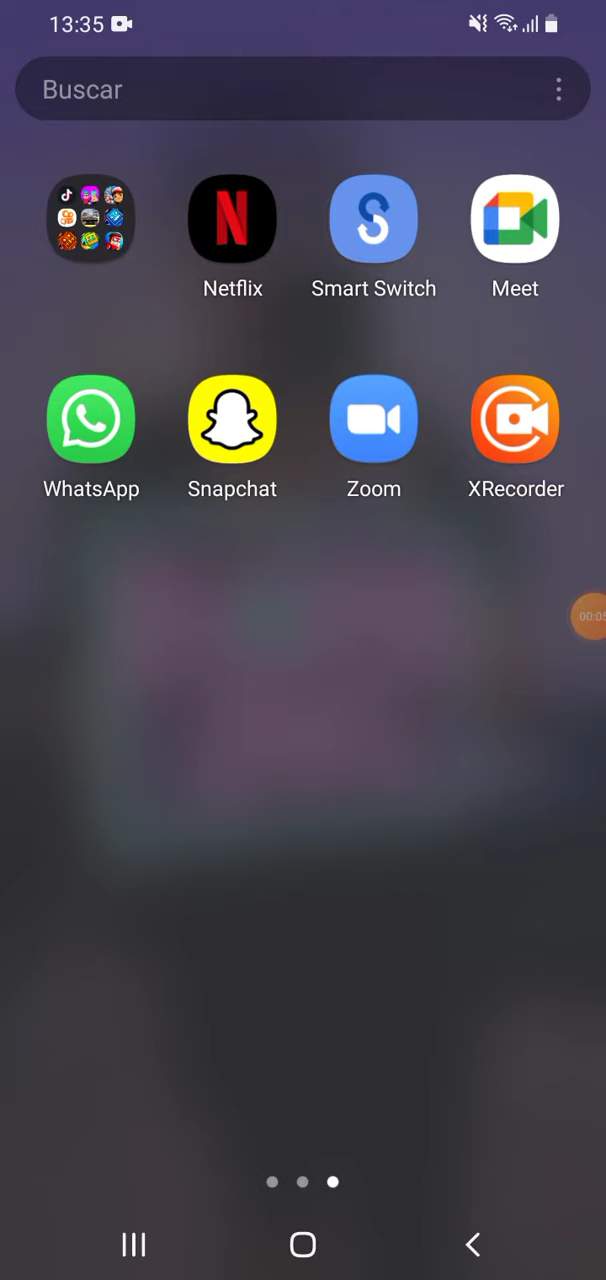 13:35
Buscar
Netflix
Smart Switch
Meet
WhatsApp
Snapchat
Zoom
XRecorder